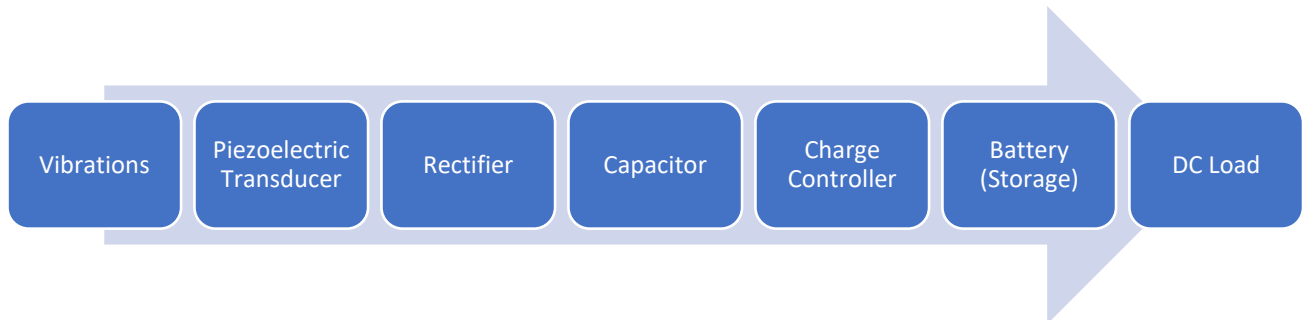 Vibrations
Piezoelectric
Transducer
Rectifier
Capacitor
Charge
Controller
Battery
(Storage)
DC Load